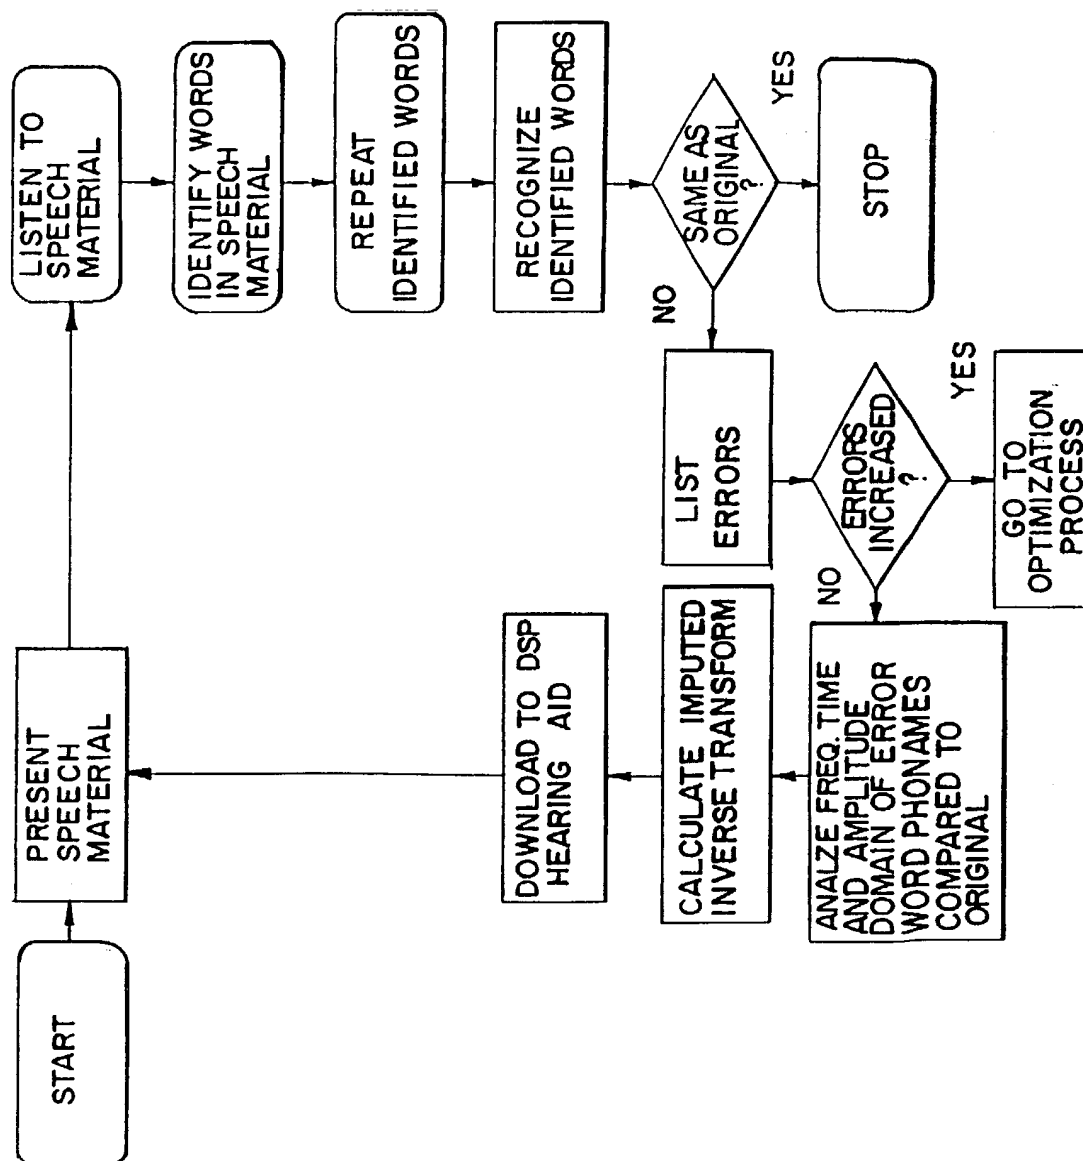 START
PRESENT
SPEECH
MATERIAL
LISTEN TO
SPEECH
MATERIAL
IDENTIFY WORDS
IN SPEECH
MATERIAL
REPEAT
IDENTIFIED WORDS
RECOGNIZE
IDENTIFIED WORDS
SAME AS
ORIGINAL
?
YES
STOP
NO
LIST
ERRORS
ERRORS
INCREASED
?
YES
GO TO
OPTIMIZATION
PROCESS
NO
ANALZE FREQ. TIME
AND AMPLITUDE
DOMAIN OF ERROR
WORD PHONAMES
COMPARED TO
ORIGINAL
CALCULATE IMPUTED
INVERSE TRANSFORM
DOWNLOAD TO DSP
HEARING AID